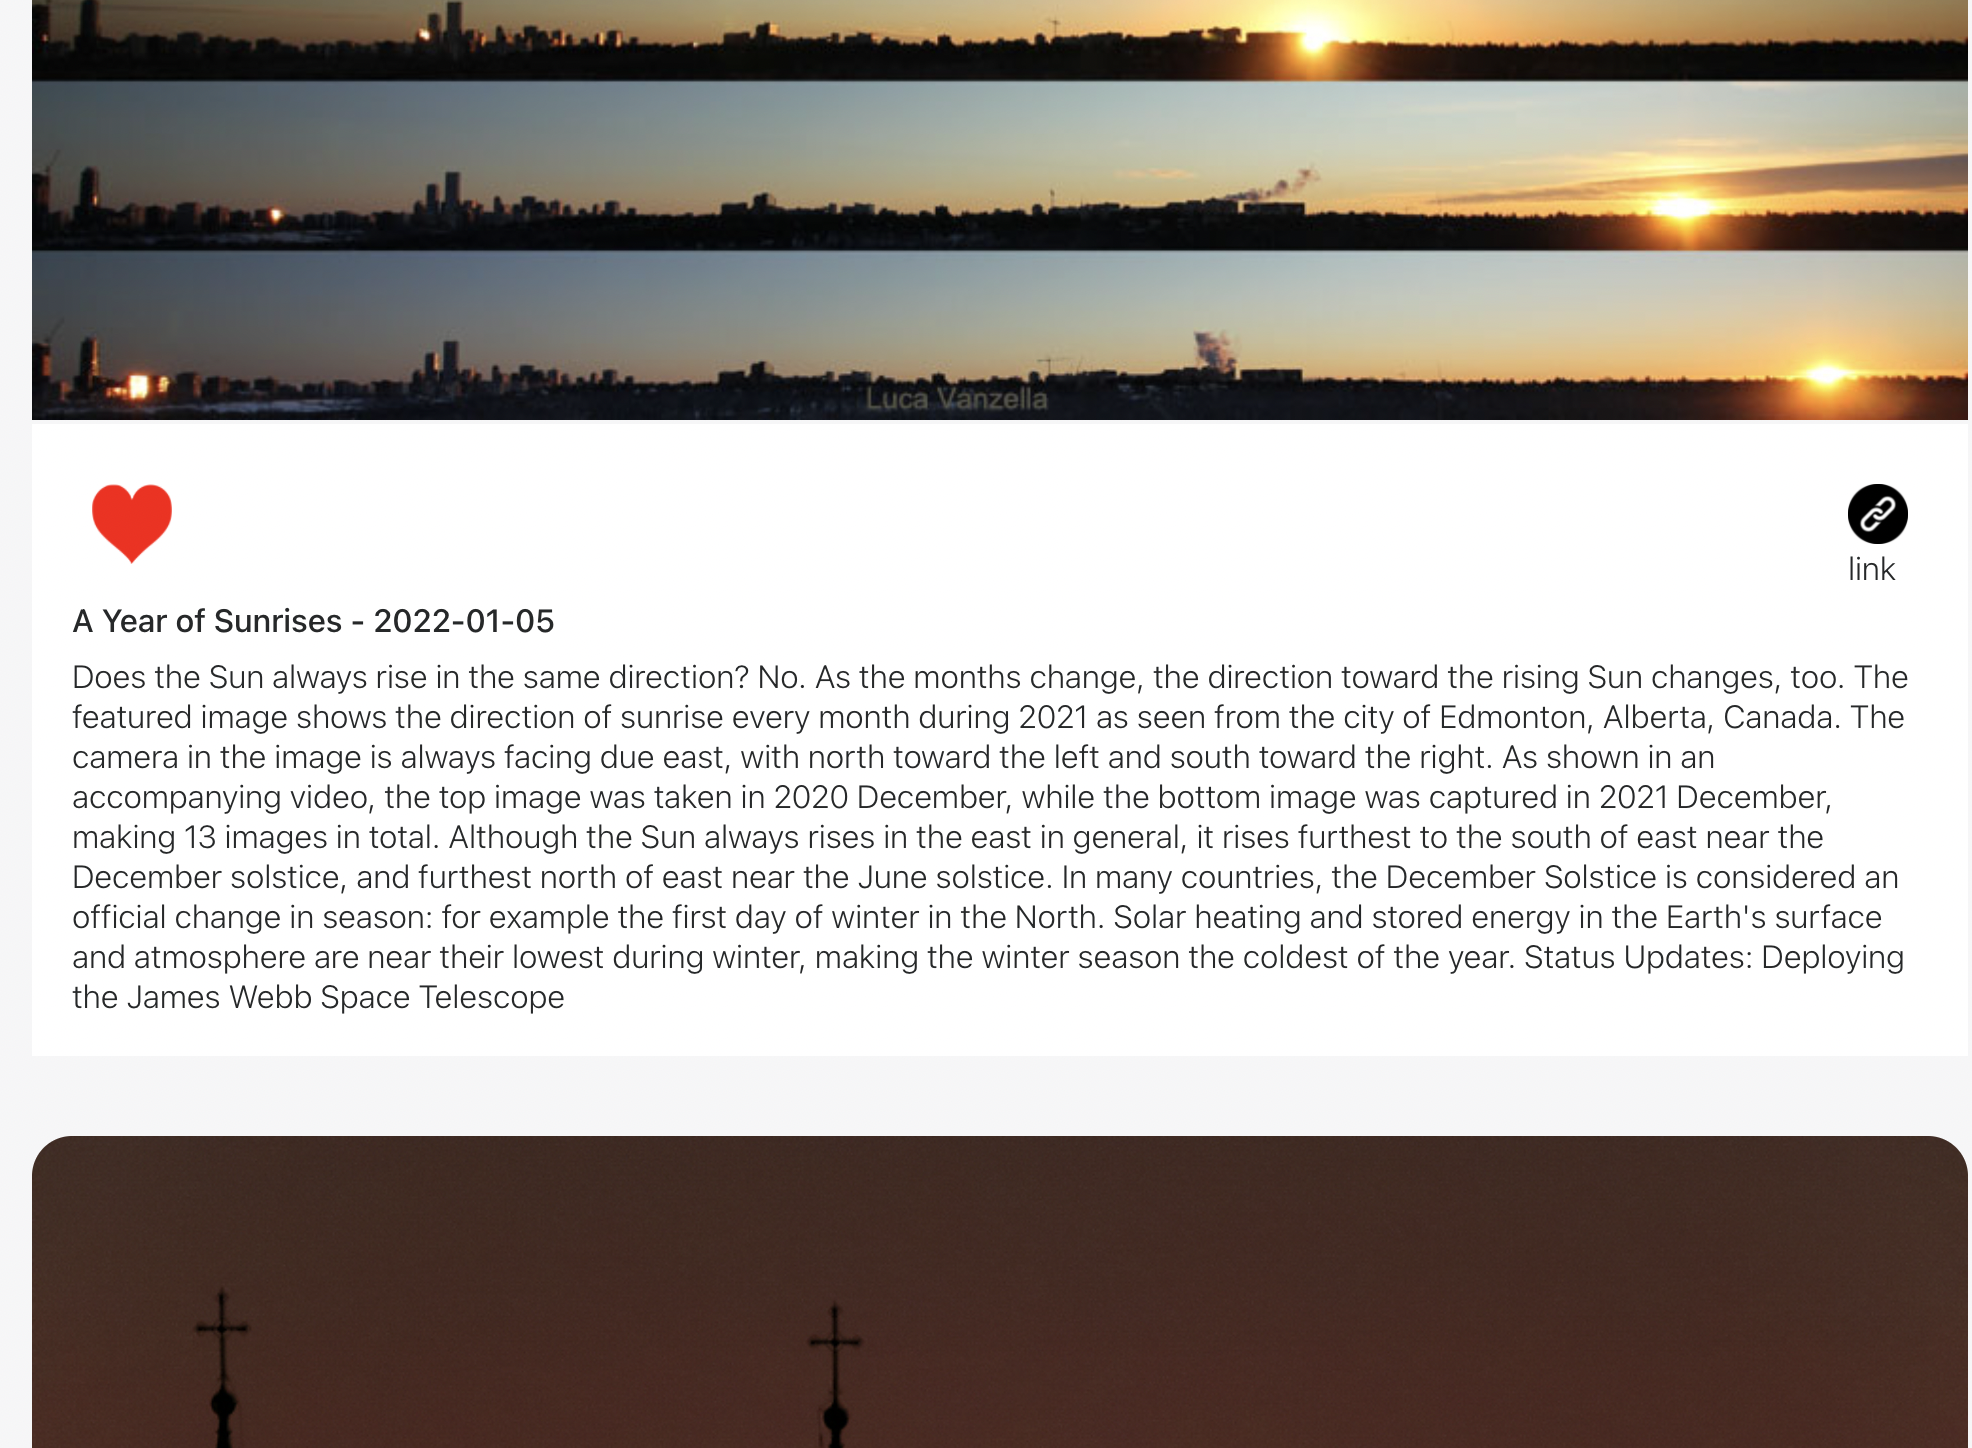 Luca Vanzella
link
A Year of Sunrises - 2022-01-05
Does the Sun always rise in the same direction? No. As the months change, the direction toward the rising Sun changes, too. The
featured image shows the direction of sunrise every month during 2021 as seen from the city of Edmonton, Alberta, Canada. The
camera in the image is always facing due east, with north toward the left and south toward the right. As shown in an
accompanying video, the top image was taken in 2020 December, while the bottom image was captured in 2021 December,
making 13 images in total. Although the Sun always rises in the east in general, it rises furthest to the south of east near the
December solstice, and furthest north of east near the June solstice. In many countries, the December Solstice is considered an
official change in season: for example the first day of winter in the North. Solar heating and stored energy in the Earth's surface
and atmosphere are near their lowest during winter, making the winter season the coldest of the year. Status Updates: Deploying
the James Webb Space Telescope